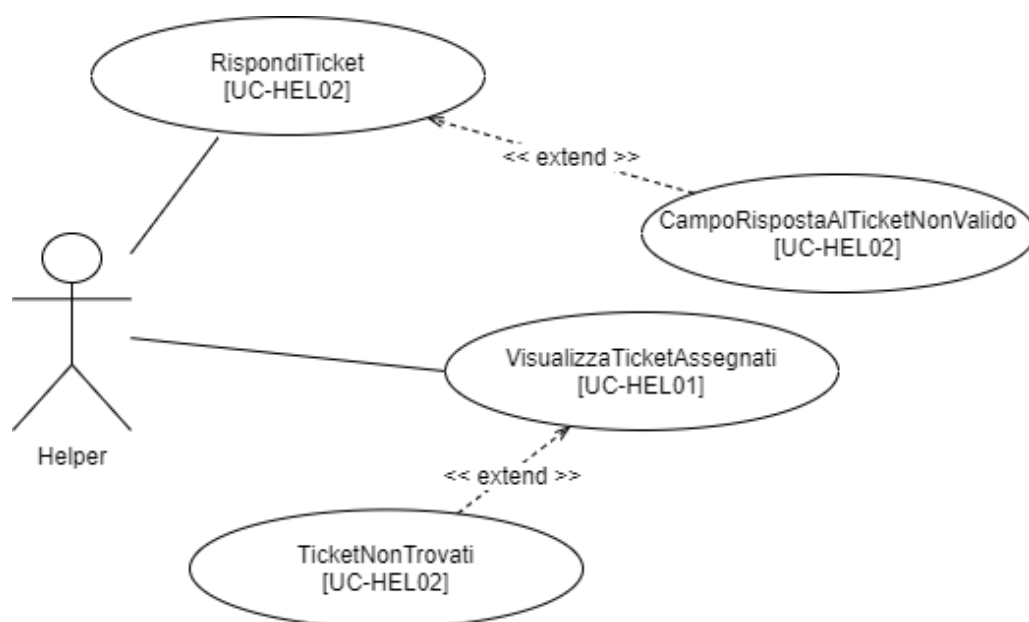 RispondiTicket
[UC-HEL02]
<< extend >>
CampoRispostaAlTicketNonValido
[UC-HEL02]
VisualizzaTicketAssegnati
[UC-HEL01]
Helper
<< extend >>
TicketNonTrovati
[UC-HEL02]